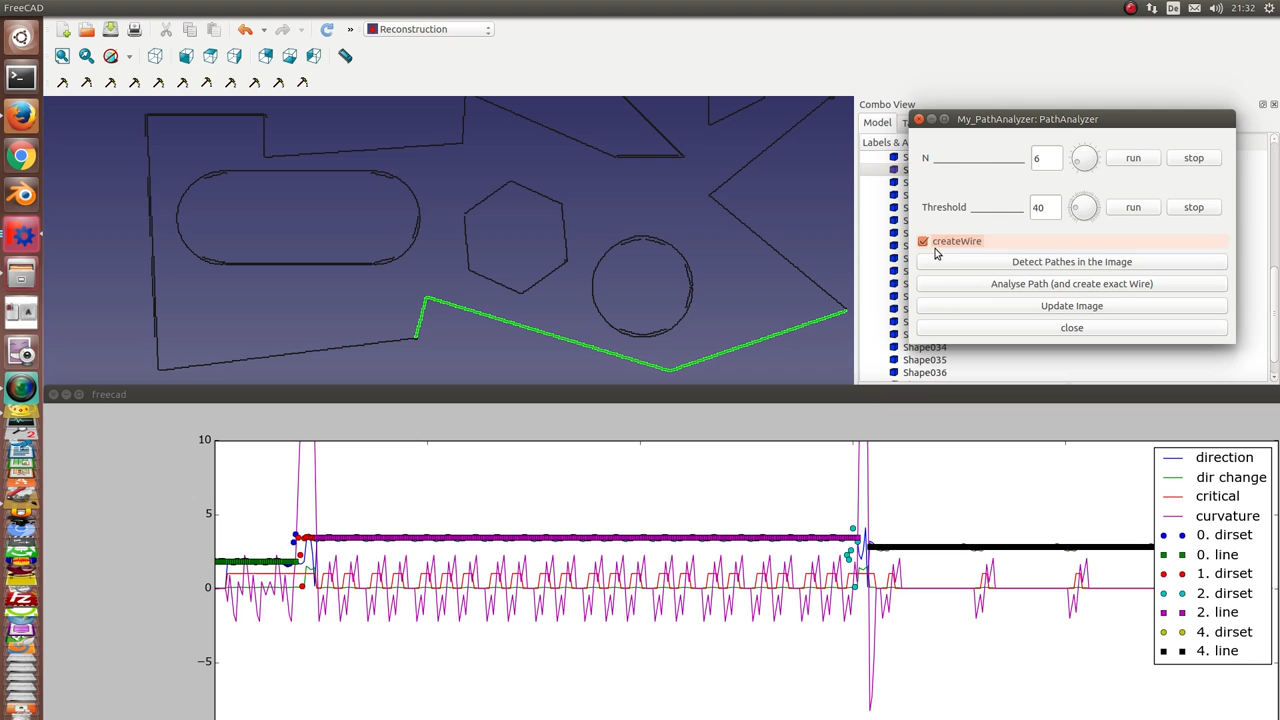 FreeCAD
De
21:32
»
Reconstruction
Combo View
Model
Labels & A
My_PathAnalyzer: PathAnalyzer
N
6
run
stop
Threshold
40
run
stop
createWire
Detect Pathes in the Image
Analyse Path (and create exact Wire)
Update Image
close
Shape034
Shape035
Shape036
freecad
10
5
0
−5
direction
dir change
critical
curvature
0. dirset
0. line
1. dirset
2. dirset
2. line
4. dirset
4. line